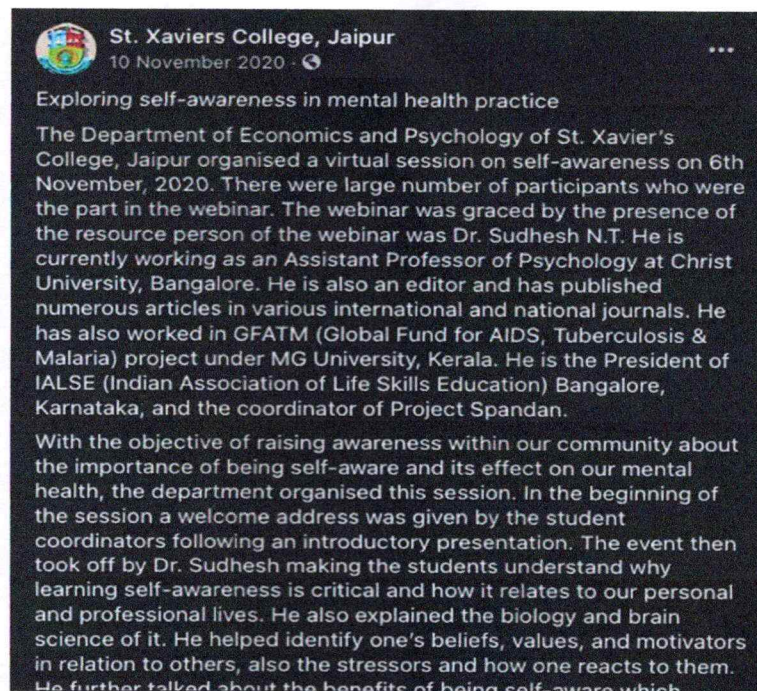 St. Xaviers College, Jaipur
10 November 2020 ·
Exploring self-awareness in mental health practice
The Department of Economics and Psychology of St. Xavier's
College, Jaipur organised a virtual session on self-awareness on 6th
November, 2020. There were large number of participants who were
the part in the webinar. The webinar was graced by the presence of
the resource person of the webinar was Dr. Sudhesh N.T. He is
currently working as an Assistant Professor of Psychology at Christ
University, Bangalore. He is also an editor and has published
numerous articles in various international and national journals. He
has also worked in GFATM (Global Fund for AIDS, Tuberculosis &
Malaria) project under MG University, Kerala. He is the President of
IALSE (Indian Association of Life Skills Education) Bangalore,
Karnataka, and the coordinator of Project Spandan.
With the objective of raising awareness within our community about
the importance of being self-aware and its effect on our mental
health, the department organised this session. In the beginning of
the session a welcome address was given by the student
coordinators following an introductory presentation. The event then
took off by Dr. Sudhesh making the students understand why
learning self-awareness is critical and how it relates to our personal
and professional lives. He also explained the biology and brain
science of it. He helped identify one's beliefs, values, and motivators
in relation to others, also the stressors and how one reacts to them.
He further talked about the benefits of being self-aware which